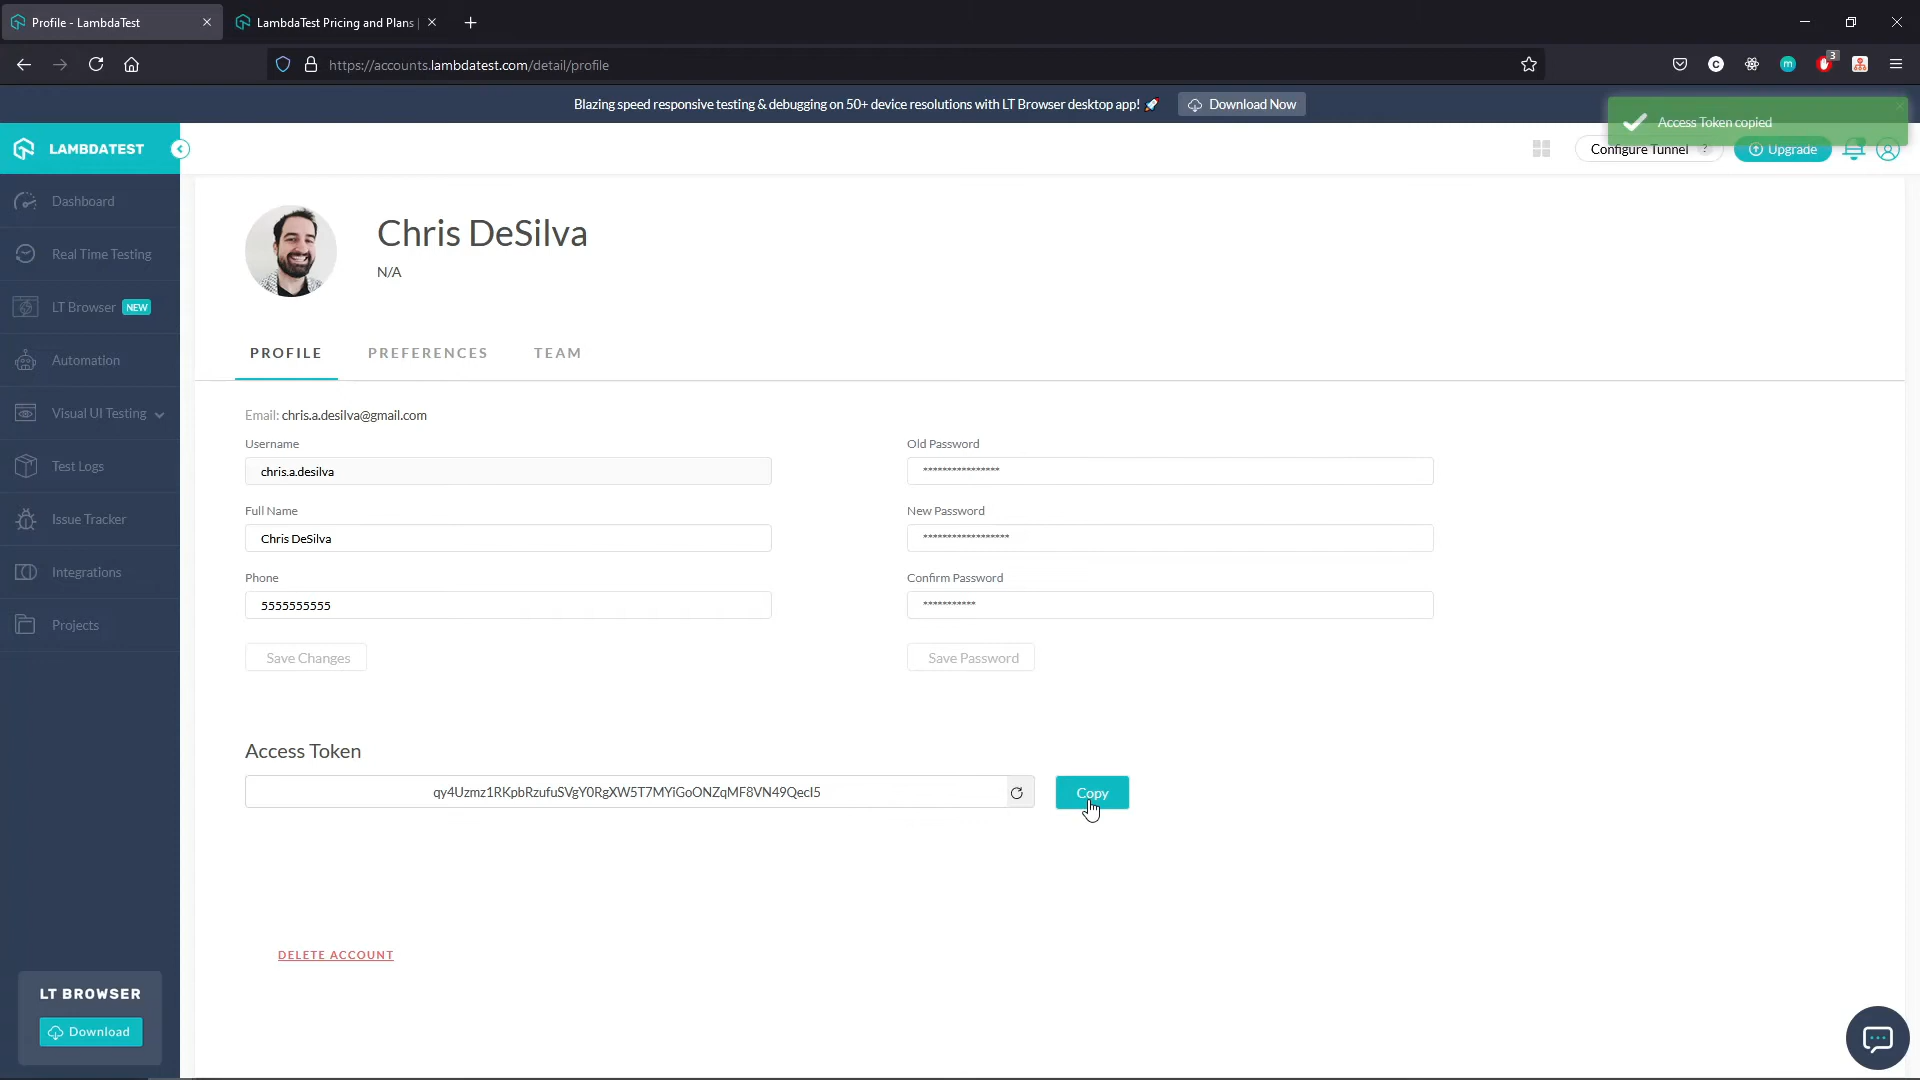 Profile - LambdaTest
LambdaTest Pricing and Plans |
https://accounts.lambdatest.com/detail/profile
C
m
3
Blazing speed responsive testing & debugging on 50+ device resolutions with LT Browser desktop app! 🚀
Download Now
Access Token copied
LAMBDATEST
Configure Tunnel ?
Upgrade
Dashboard
Real Time Testing
LT Browser NEW
Automation
Visual UI Testing
Test Logs
Issue Tracker
Integrations
Projects
LT BROWSER
Download
Chris DeSilva
N/A
PROFILE
PREFERENCES
TEAM
Email: chris.a.desilva@gmail.com
Username
chris.a.desilva
Full Name
Chris DeSilva
Phone
5555555555
Save Changes
Old Password
****************
New Password
******************
Confirm Password
***********
Save Password
Access Token
qy4Uzmz1RKpbRzufuSVgY0RgXW5T7MYiGoONZqMF8VN49QecI5
Copy
DELETE ACCOUNT